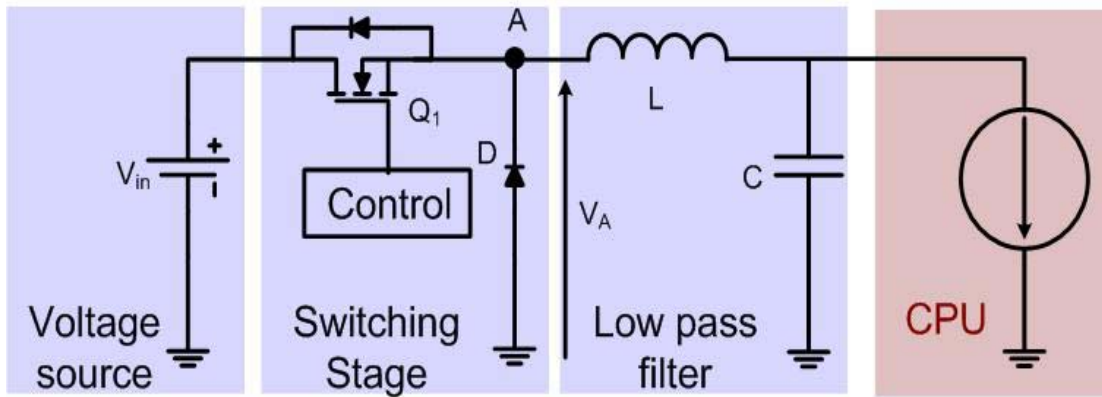 A
Q1
L
D
C
+
Vin
-
Control
VA
Voltage
source
Switching
Stage
Low pass
filter
CPU